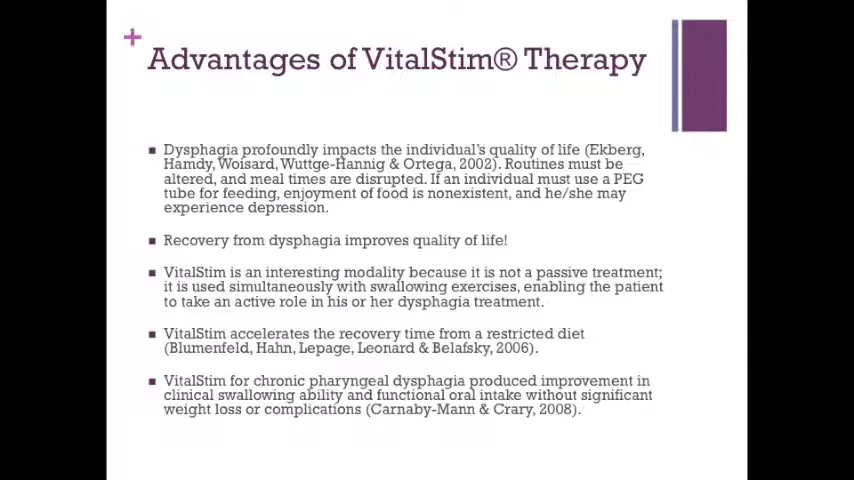 +
Advantages of VitalStim® Therapy
■ Dysphagia profoundly impacts the individual's quality of life (Ekberg,
Hamdy, Woisard, Wuttge-Hannig & Ortega, 2002). Routines must be
altered, and meal times are disrupted. If an individual must use a PEG
tube for feeding, enjoyment of food is nonexistent, and he/she may
experience depression.
■ Recovery from dysphagia improves quality of life!
■ VitalStim is an interesting modality because it is not a passive treatment;
it is used simultaneously with swallowing exercises, enabling the patient
to take an active role in his or her dysphagia treatment.
■ VitalStim accelerates the recovery time from a restricted diet
(Blumenfeld, Hahn, Lepage, Leonard & Belafsky, 2006).
■ VitalStim for chronic pharyngeal dysphagia produced improvement in
clinical swallowing ability and functional oral intake without significant
weight loss or complications (Carnaby-Mann & Crary, 2008).